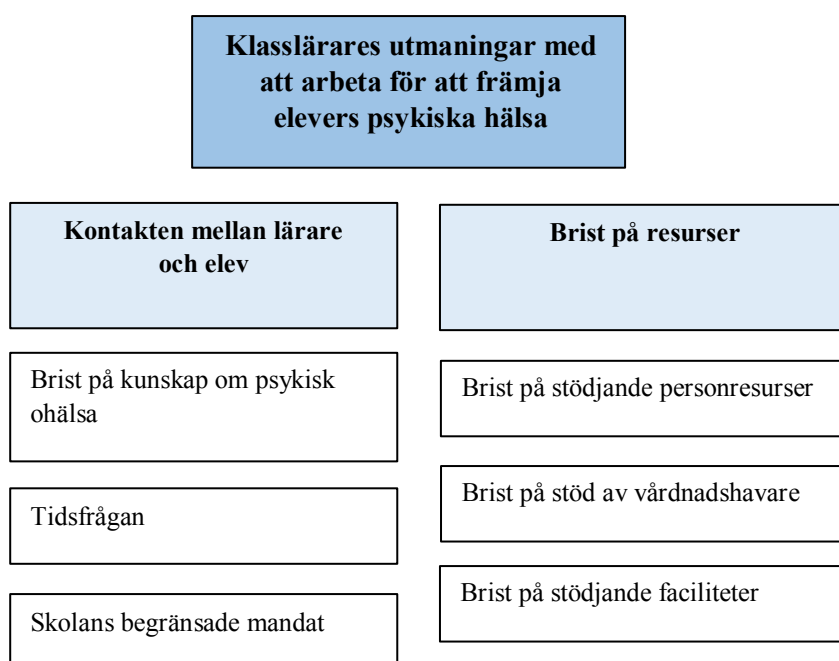 Klasslärares utmaningar med
att arbeta för att främja
elevers psykiska hälsa
Kontakten mellan lärare
och elev
Brist på kunskap om psykisk
ohälsa
Tidsfrågan
Skolans begränsade mandat
Brist på resurser
Brist på stödjande personresurser
Brist på stöd av vårdnadshavare
Brist på stödjande faciliteter